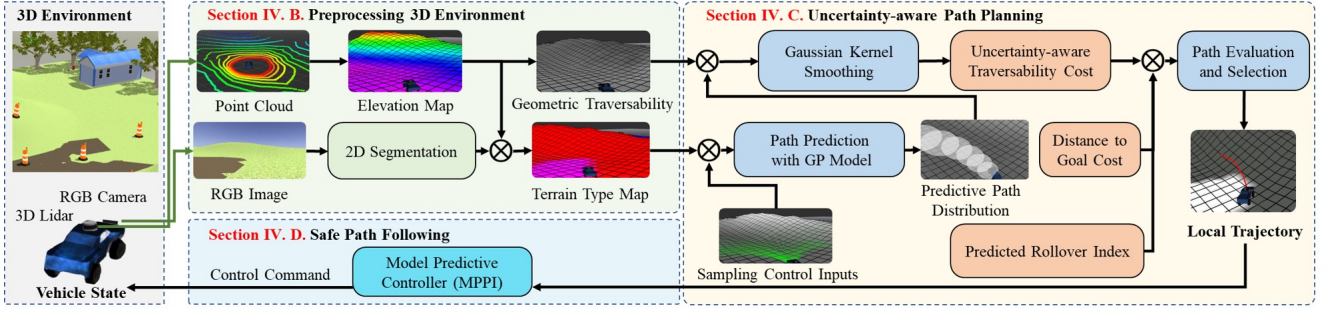 3D Environment
RGB Camera
3D Lidar
Vehicle State
Section IV. B. Preprocessing 3D Environment
Point Cloud
Elevation Map
Geometric Traversability
RGB Image
2D Segmentation
Terrain Type Map
Section IV. C. Uncertainty-aware Path Planning
Gaussian Kernel
Smoothing
Uncertainty-aware
Traversability Cost
Path Evaluation
and Selection
Path Prediction
with GP Model
Predictive Path
Distribution
Distance to
Goal Cost
Sampling Control Inputs
Predicted Rollover Index
Local Trajectory
Section IV. D. Safe Path Following
Control Command
Model Predictive
Controller (MPPI)